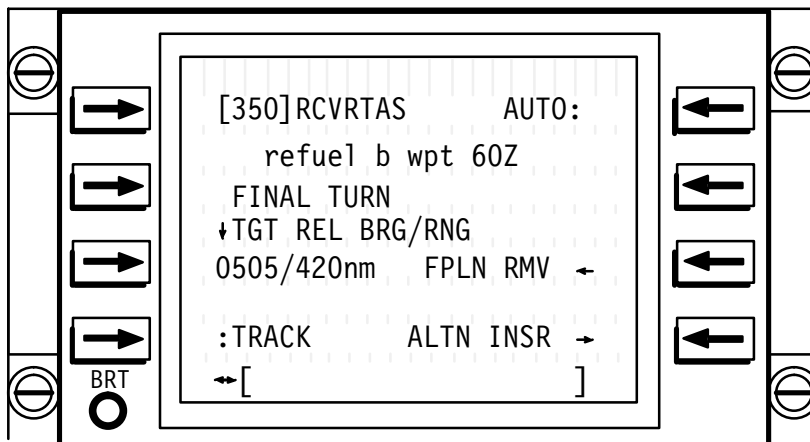 [350]RCVRTAS AUTO:
refuel b wpt 60Z
FINAL TURN
↓TGT REL BRG/RNG
0505/420nm FPLN RMV ←
:TRACK ALTN INSR →
↔[ ]
BRT